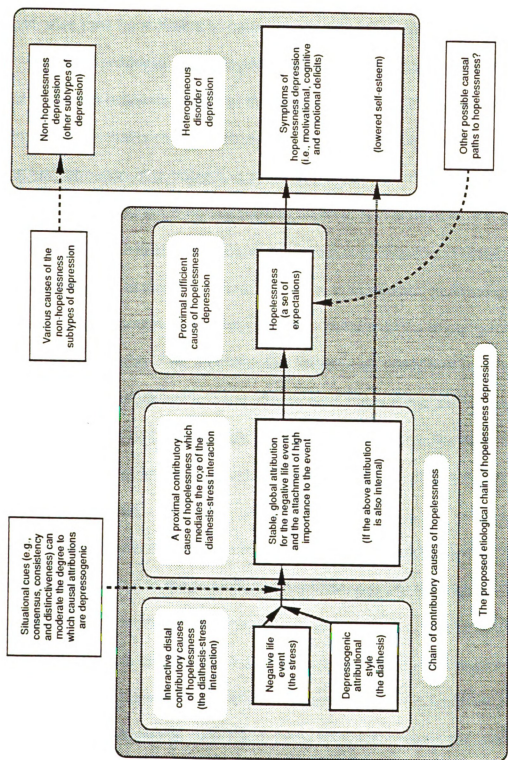 Situational cues (e.g.,
consensus, consistency
and distinctiveness) can
moderate the degree to
which causal attributions
are depressogenic
Various causes of the
non-hopelessness
subtypes of depression
Non-hopelessness
depression
(other subtypes of
depression)
Heterogeneous
disorder of
depression
Interactive distal
contributory causes
of hopelessness
(the diathesis-stress
interaction)
Negative life
event
(the stress)
Depressogenic
attributional
style
(the diathesis)
A proximal contributory
cause of hopelessness which
mediates the role of the
diathesis-stress interaction
Stable, global attribution
for the negative life event
and the attachment of high
importance to the event
(If the above attribution
is also internal)
Chain of contributory causes of hopelessness
Proximal sufficient
cause of hopelessness
depression
Hopelessness
(a set of
expectations)
Symptoms of
hopelessness depression
(i.e., motivational, cognitive
and emotional deficits)
(lowered self-esteem)
The proposed etiological chain of hopelessness depression
Other possible causal
paths to hopelessness?